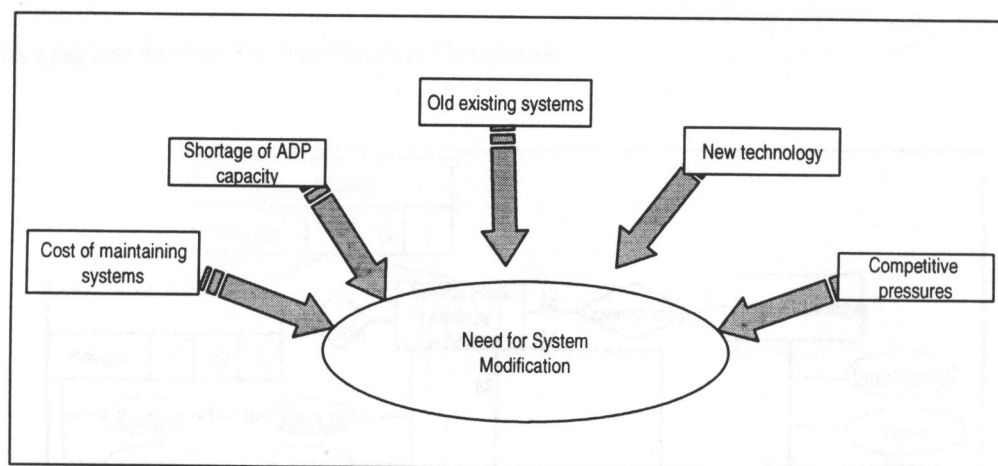 Old existing systems
Shortage of ADP
capacity
New technology
Cost of maintaining
systems
Competitive
pressures
Need for System
Modification